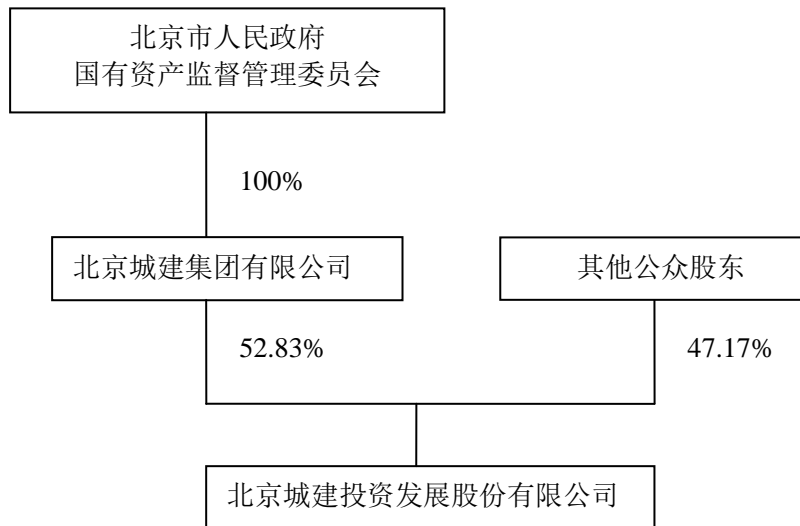 北京市人民政府
国有资产监督管理委员会
100%
北京城建集团有限公司
其他公众股东
52.83%
47.17%
北京城建投资发展股份有限公司